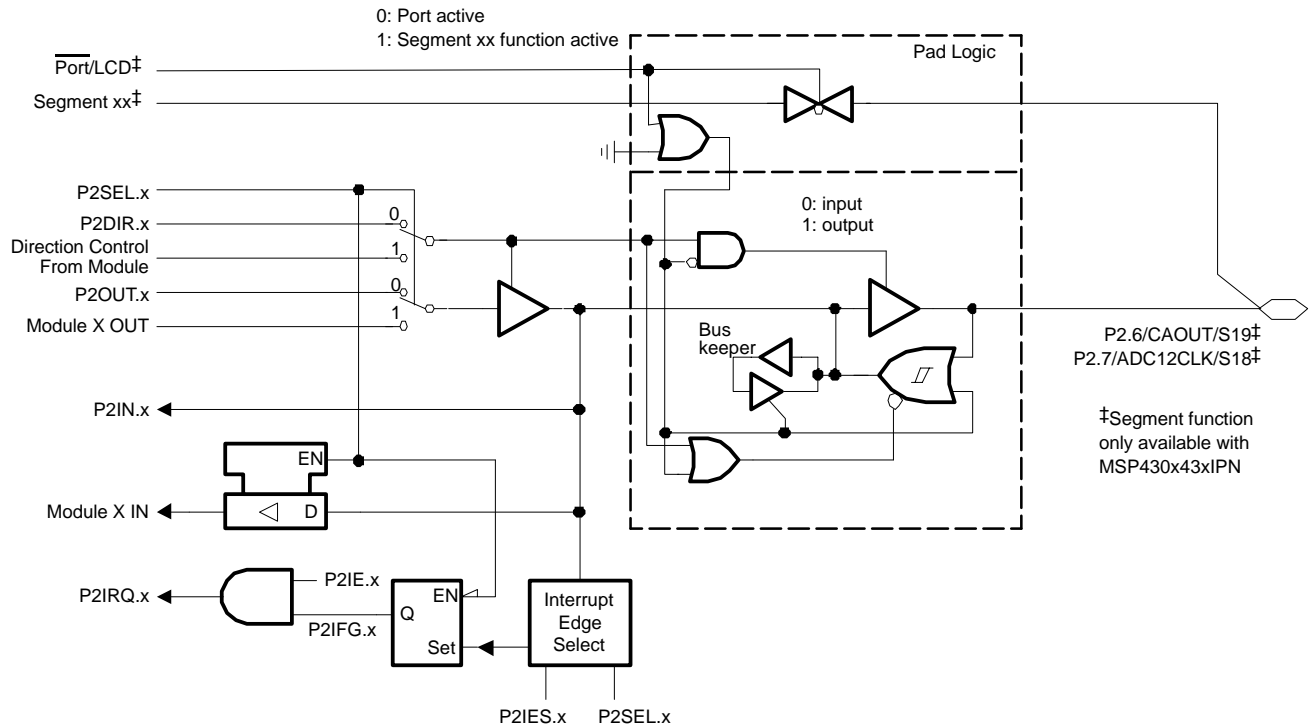 0: Port active
1: Segment xx function active
Port/LCD‡
Segment xx‡
Pad Logic
P2SEL.x
P2DIR.x
Direction Control
From Module
P2OUT.x
Module X OUT
0
1
0
1
0: input
1: output
Bus
keeper
P2.6/CAOUT/S19‡
P2.7/ADC12CLK/S18‡
‡Segment function
only available with
MSP430x43xIPN
P2IN.x
EN
Module X IN
D
P2IRQ.x
P2IE.x
P2IFG.x
EN
Q
Set
Interrupt
Edge
Select
P2IES.x
P2SEL.x